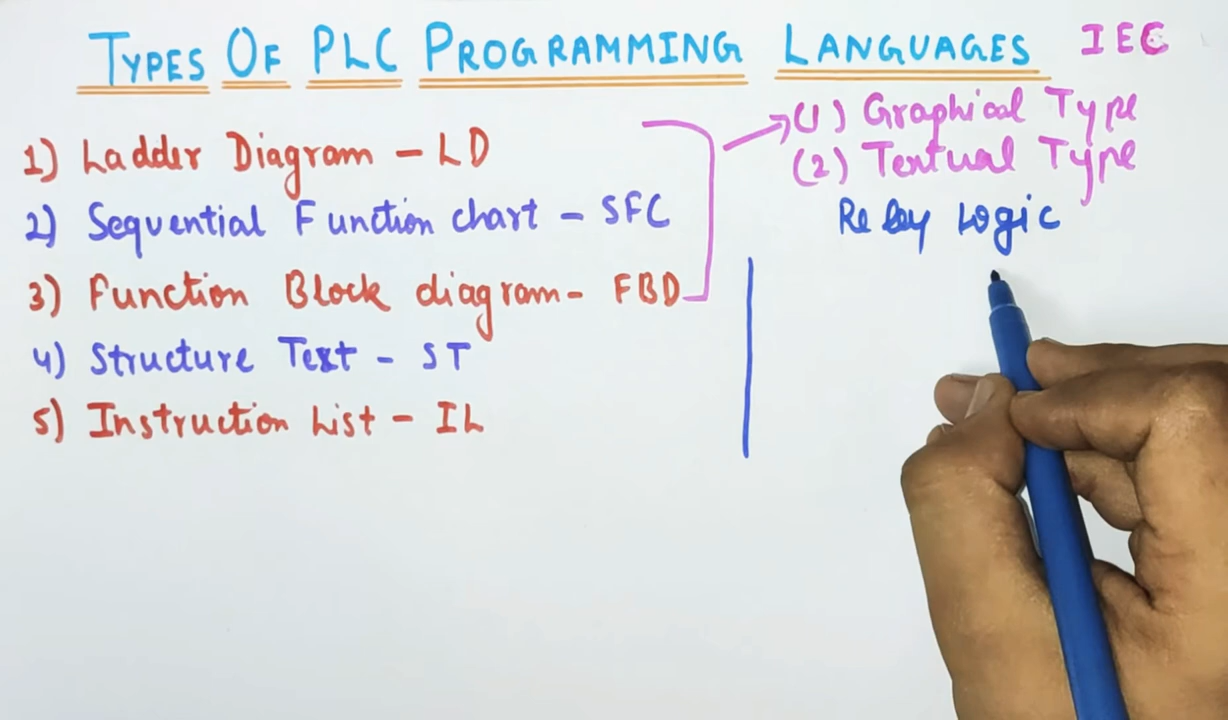 TYPES OF PLC PROGRAMMING LANGUAGES IEC
1) Ladder Diagram - LD
2) Sequential Function chart - SFC
3) Function Block diagram - FBD
4) Structure Text - ST
5) Instruction List - IL
(1) Graphical Type
(2) Textual Type
Relay Logic